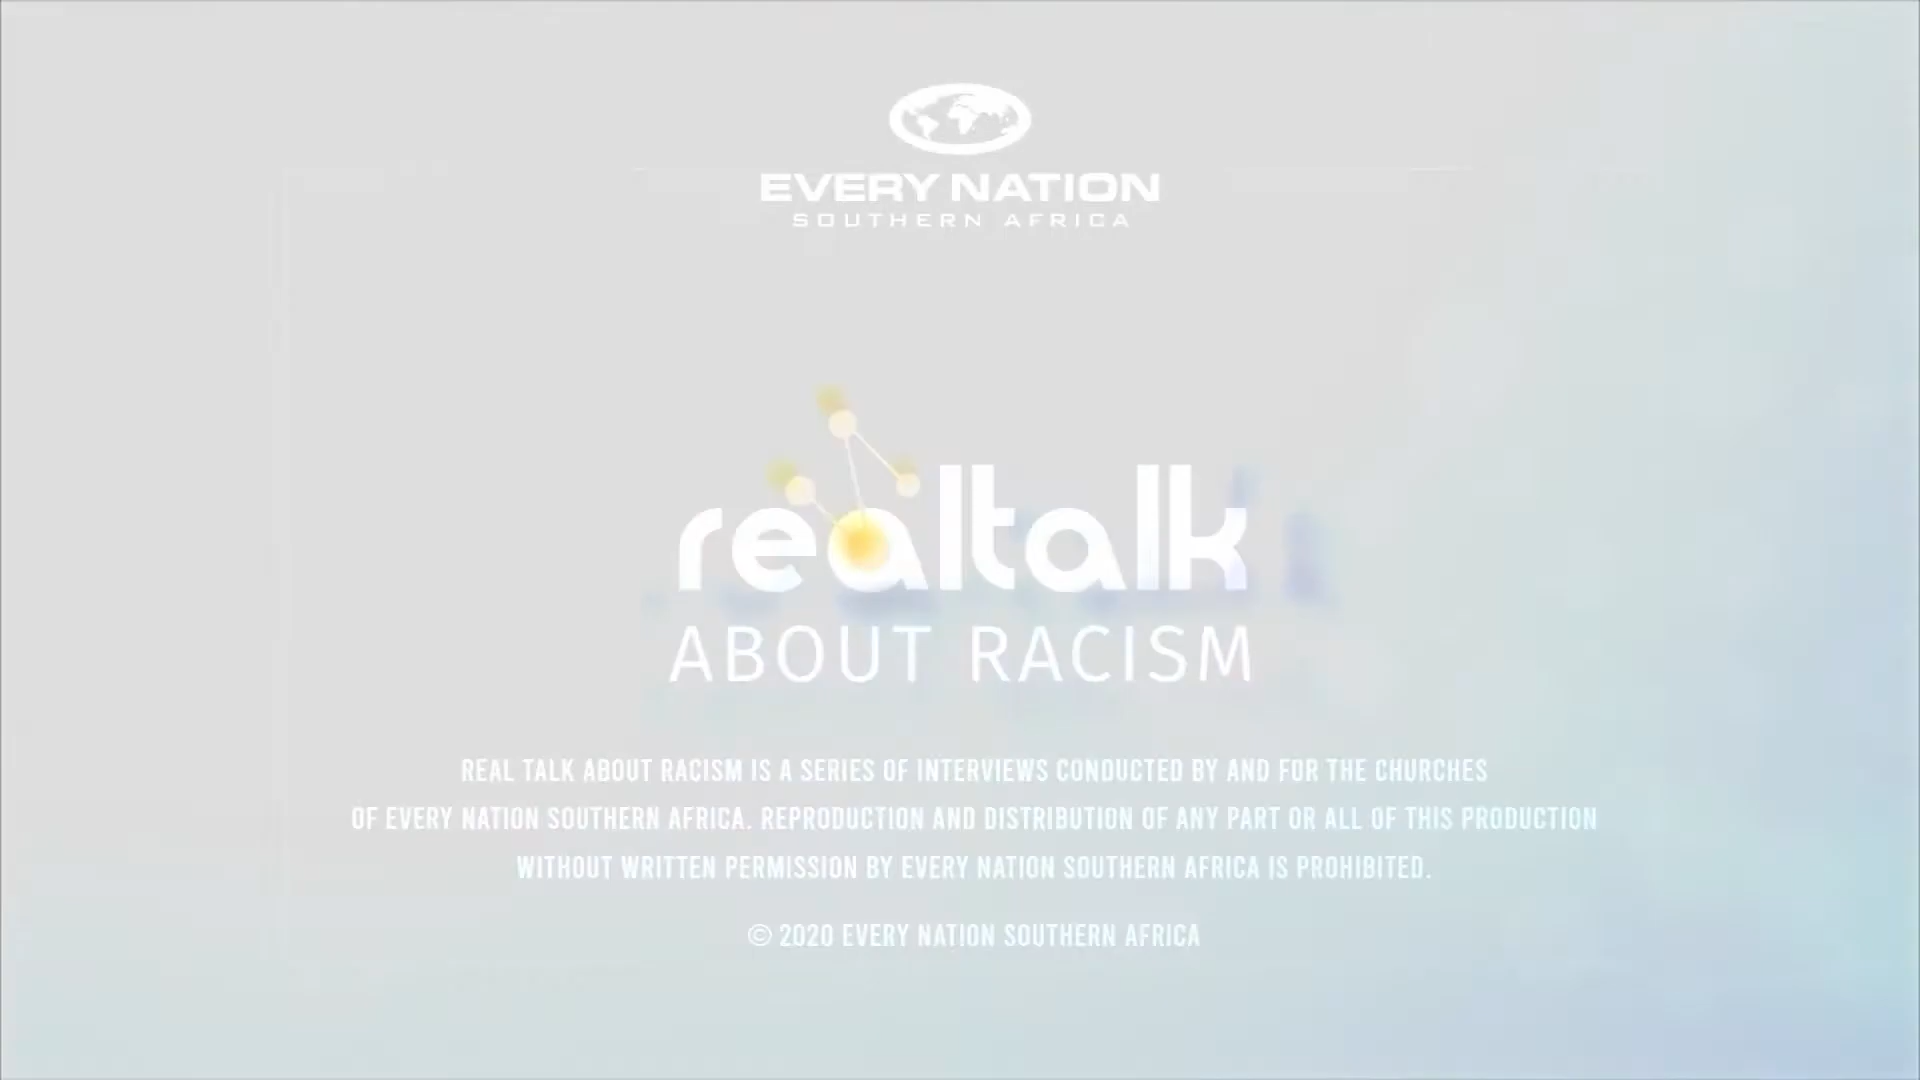 EVERY NATION
SOUTHERN AFRICA
realtalk
ABOUT RACISM
REAL TALK ABOUT RACISM IS A SERIES OF INTERVIEWS CONDUCTED BY AND FOR THE CHURCHES
OF EVERY NATION SOUTHERN AFRICA. REPRODUCTION AND DISTRIBUTION OF ANY PART OR ALL OF THIS PRODUCTION
WITHOUT WRITTEN PERMISSION BY EVERY NATION SOUTHERN AFRICA IS PROHIBITED.
© 2020 EVERY NATION SOUTHERN AFRICA